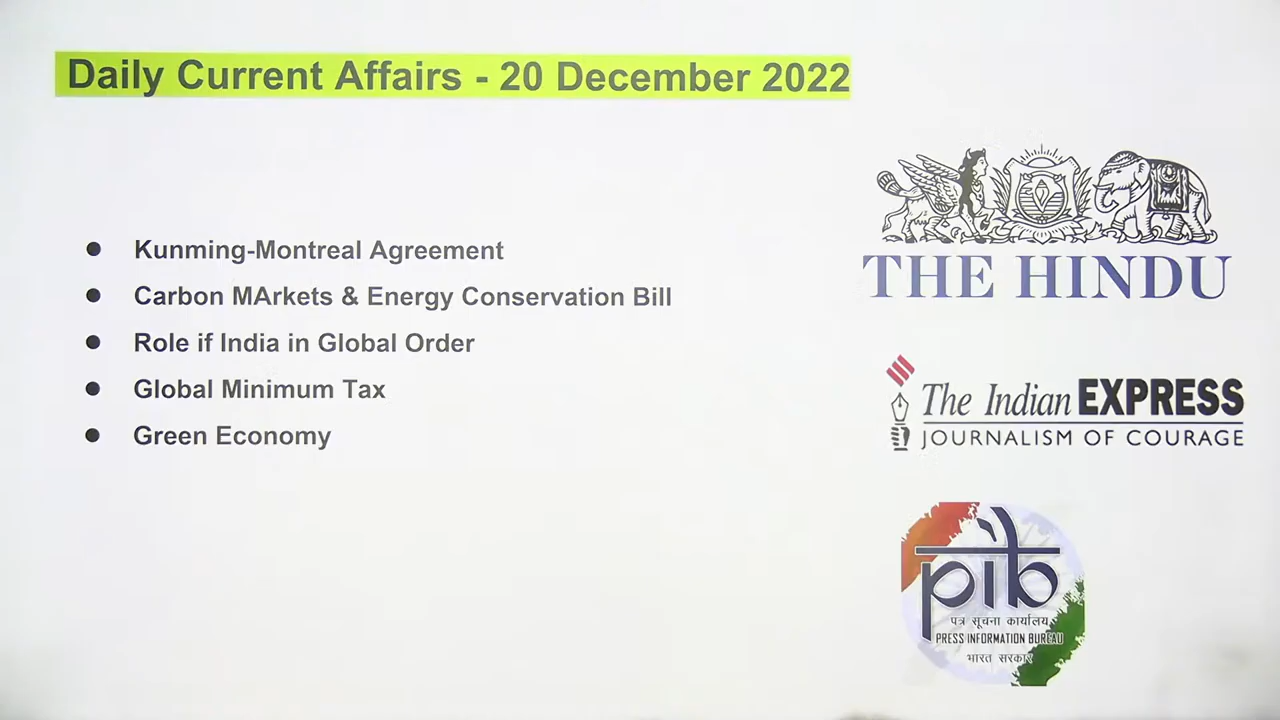 Daily Current Affairs - 20 December 2022
Kunming-Montreal Agreement
Carbon MArkets & Energy Conservation Bill
Role if India in Global Order
Global Minimum Tax
Green Economy
THE HINDU
The Indian EXPRESS
JOURNALISM OF COURAGE
pib
पत्र सूचना कार्यालय
PRESS INFORMATION BUREAU
भारत सरकार